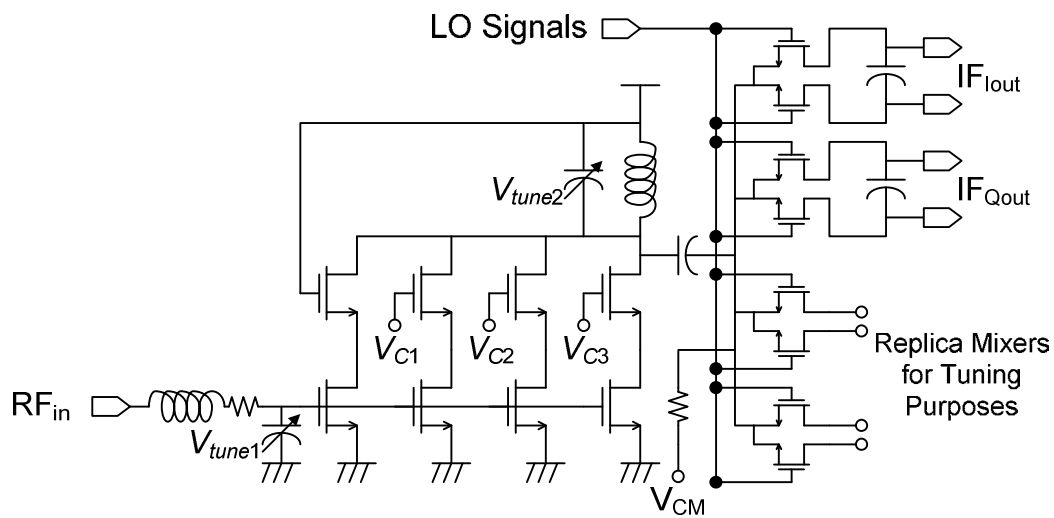 LO Signals
IFIout
Vtune2
IFQout
VC1
VC2
VC3
Replica Mixers
for Tuning
Purposes
RFin
Vtune1
VCM